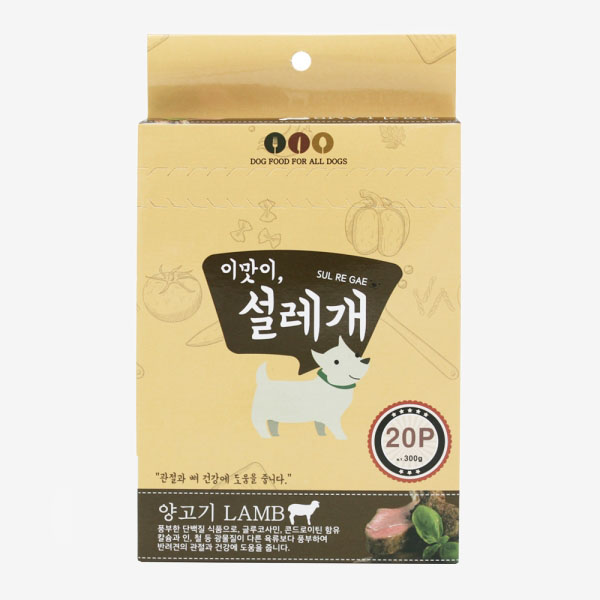 DOG FOOD FOR ALL DOGS
이맛이,
SUL RE GAE
설레개
20P
300g
"관절과 뼈 건강에 도움을 줍니다."
양고기 LAMB
풍부한 단백질 식품으로, 글루코사민, 콘드로이틴 함유
칼슘과 인, 철 등 광물질이 다른 육류보다 풍부하여
반려견의 관절과 건강에 도움을 줍니다.